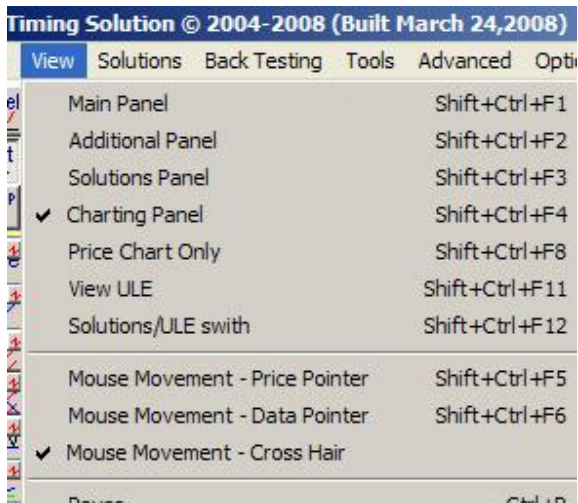 Timing Solution © 2004-2008 (Built March 24,2008)
View Solutions Back Testing Tools Advanced
Main Panel Shift+Ctrl+F1
Additional Panel Shift+Ctrl+F2
Solutions Panel Shift+Ctrl+F3
Charting Panel Shift+Ctrl+F4
Price Chart Only Shift+Ctrl+F8
View ULE Shift+Ctrl+F11
Solutions/ULE swith Shift+Ctrl+F12
Mouse Movement - Price Pointer Shift+Ctrl+F5
Mouse Movement - Data Pointer Shift+Ctrl+F6
Mouse Movement - Cross Hair